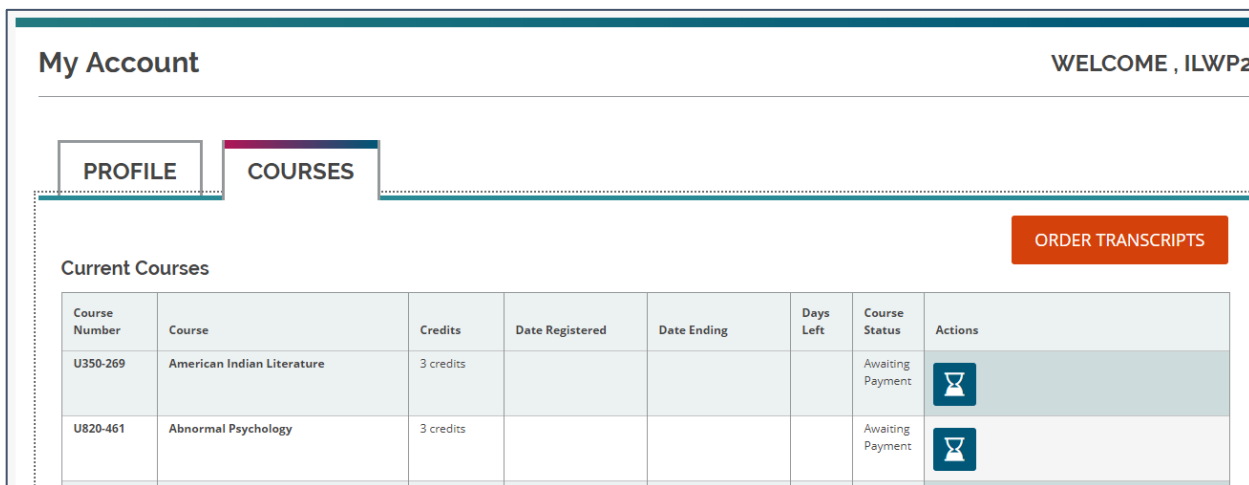 My Account
WELCOME , ILWP2
PROFILE
COURSES
ORDER TRANSCRIPTS
Current Courses
Course Number
Course
Credits
Date Registered
Date Ending
Days Left
Course Status
Actions
U350-269
American Indian Literature
3 credits
Awaiting
Payment
U820-461
Abnormal Psychology
3 credits
Awaiting
Payment